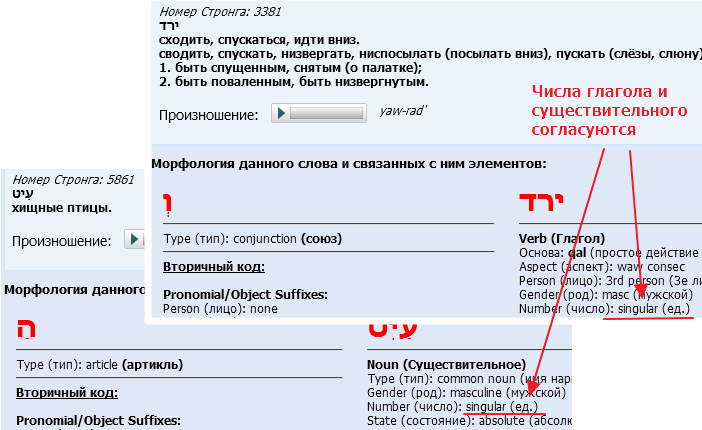 Номер Стронга: 3381
ירד
сходить, спускаться, идти вниз.
сводить, спускать, низвергать, ниспосылать (посылать вниз), пускать (слёзы, слюну)
1. быть спущенным, снятым (о палатке);
2. быть поваленным, быть низвергнутым.
Произношение: yaw-rad'
Числа глагола и
существительного
согласуются
Морфология данного слова и связанных с ним элементов:
וְ
Type (тип): conjunction (союз)
Вторичный код:
Pronomial/Object Suffixes:
Person (лицо): none
ירד
Verb (Глагол)
Основа: qal (простое действие
Aspect (аспект): waw consec
Person (лицо): 3rd person (3е ли
Gender (род): masc (мужской)
Number (число): singular (ед.)
Номер Стронга: 5861
עַיִט
хищные птицы.
Произношение:
Морфология данного
הַ
Type (тип): article (артикль)
Вторичный код:
Pronomial/Object Suffixes:
עַיִט
Noun (Существительное)
Type (тип): common noun (имя нар
Gender (род): masculine (мужской)
Number (число): singular (ед.)
State (состояние): absolute (абсолю